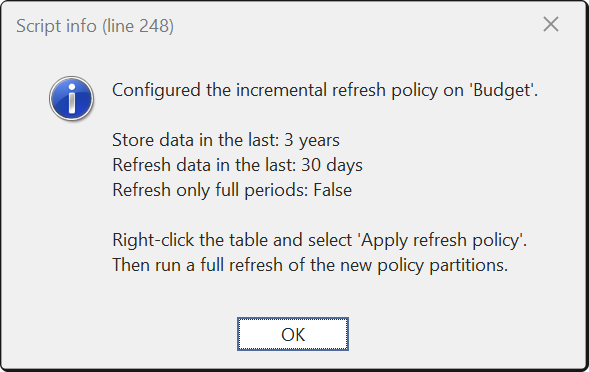 Script info (line 248)
Configured the incremental refresh policy on 'Budget'.
Store data in the last: 3 years
Refresh data in the last: 30 days
Refresh only full periods: False
Right-click the table and select 'Apply refresh policy'.
Then run a full refresh of the new policy partitions.
OK